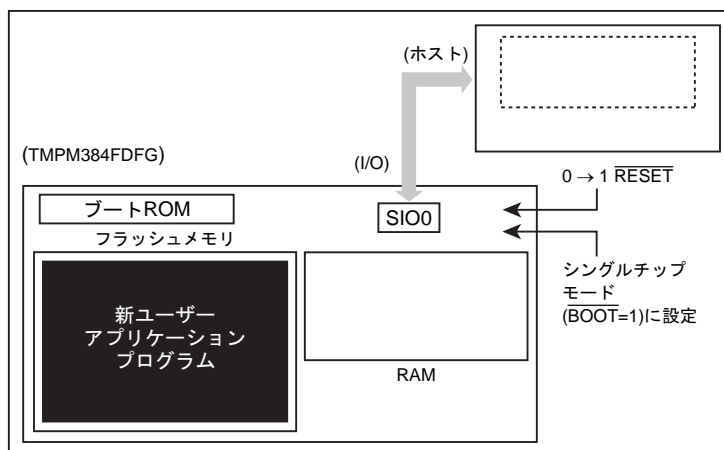 (ホスト)
(TMPM384FDFG)
(I/O)
0 → 1 RESET
ブートROM
SIO0
フラッシュメモリ
シングルチップ
モード
(BOOT=1)に設定
新ユーザー
アプリケーション
プログラム
RAM